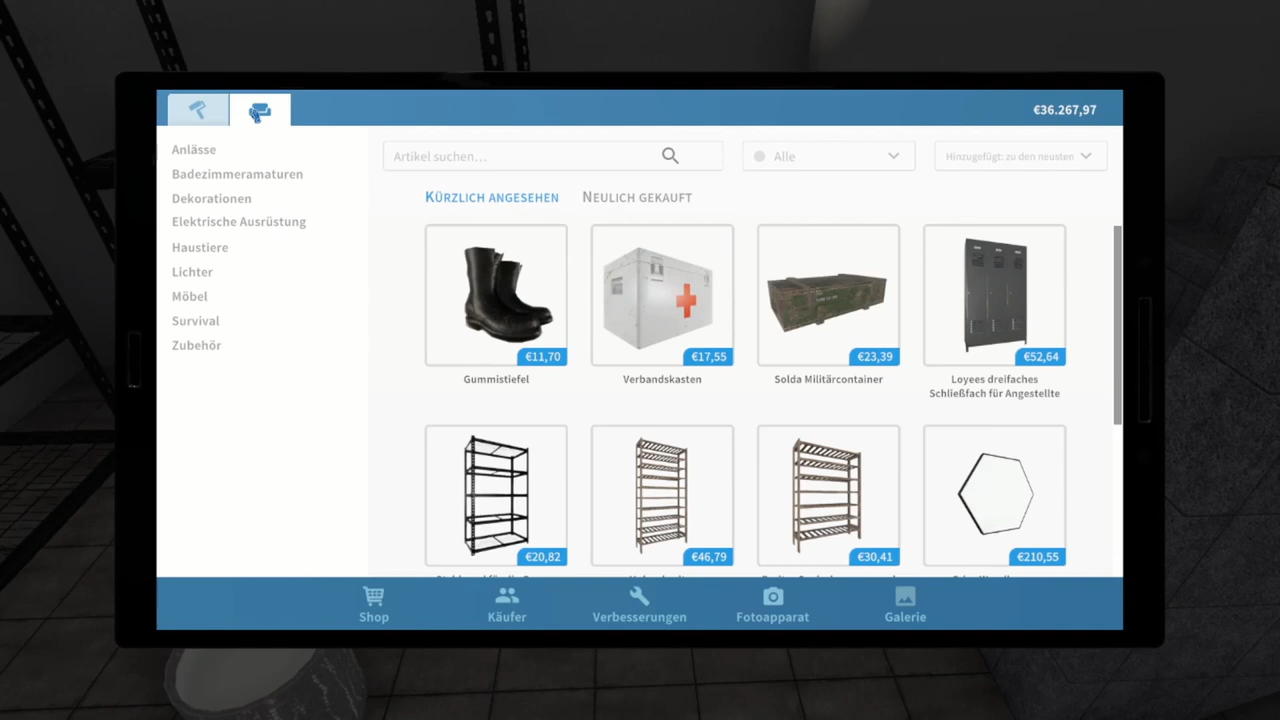 €36.267,97
Anlässe
Badezimmeramaturen
Dekorationen
Elektrische Ausrüstung
Haustiere
Lichter
Möbel
Survival
Zubehör
Artikel suchen...
Alle
Hinzugefügt: zu den neusten
KÜRZLICH ANGESEHEN
NEULICH GEKAUFT
€11,70
€17,55
€23,39
€52,64
Gummistiefel
Verbandskasten
Solda Militärcontainer
Loyees dreifaches
Schließfach für Angestellte
€20,82
€46,79
€30,41
€210,55
Shop
Käufer
Verbesserungen
Fotoapparat
Galerie